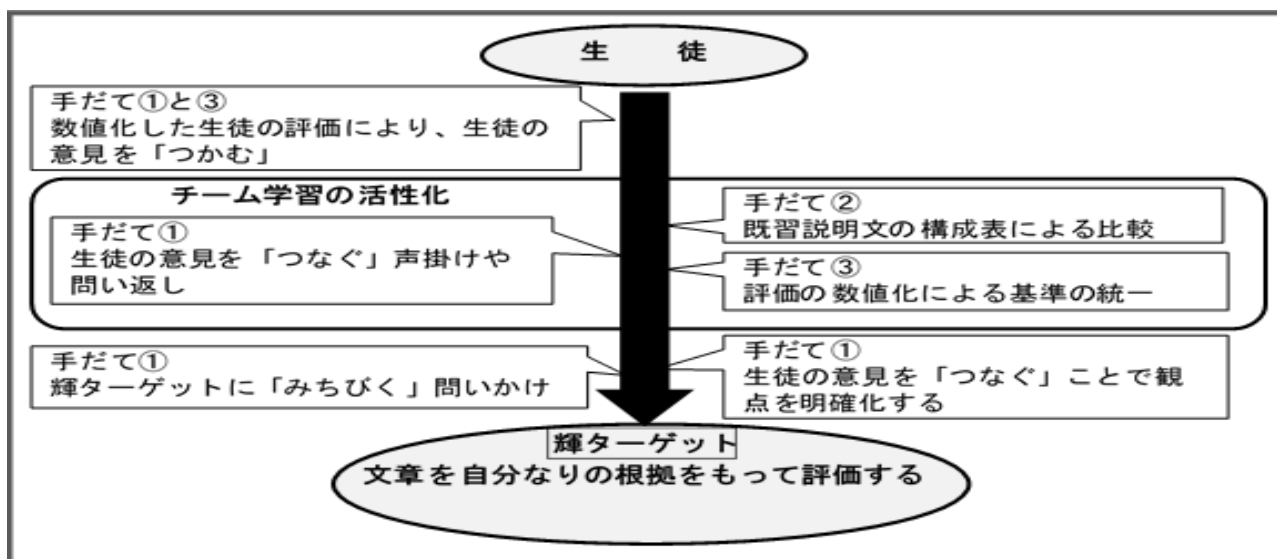 生　　徒
手だて①と③
数値化した生徒の評価により、生徒の
意見を「つかむ」
チーム学習の活性化
手だて①
生徒の意見を「つなぐ」声掛けや
問い返し
手だて②
既習説明文の構成表による比較
手だて③
評価の数値化による基準の統一
手だて①
輝ターゲットに「みちびく」問いかけ
手だて①
生徒の意見を「つなぐ」ことで観
点を明確化する
輝ターゲット
文章を自分なりの根拠をもって評価する